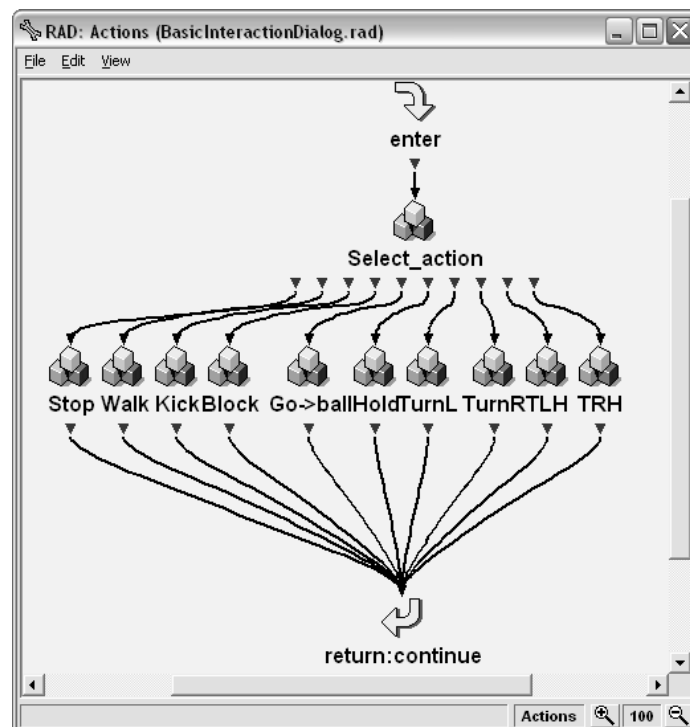 RAD: Actions (BasicInteractionDialog.rad)
File Edit View
enter
Select_action
Stop Walk Kick Block Go->ball Hold TurnL TurnR TLH TRH
return:continue
Actions 100